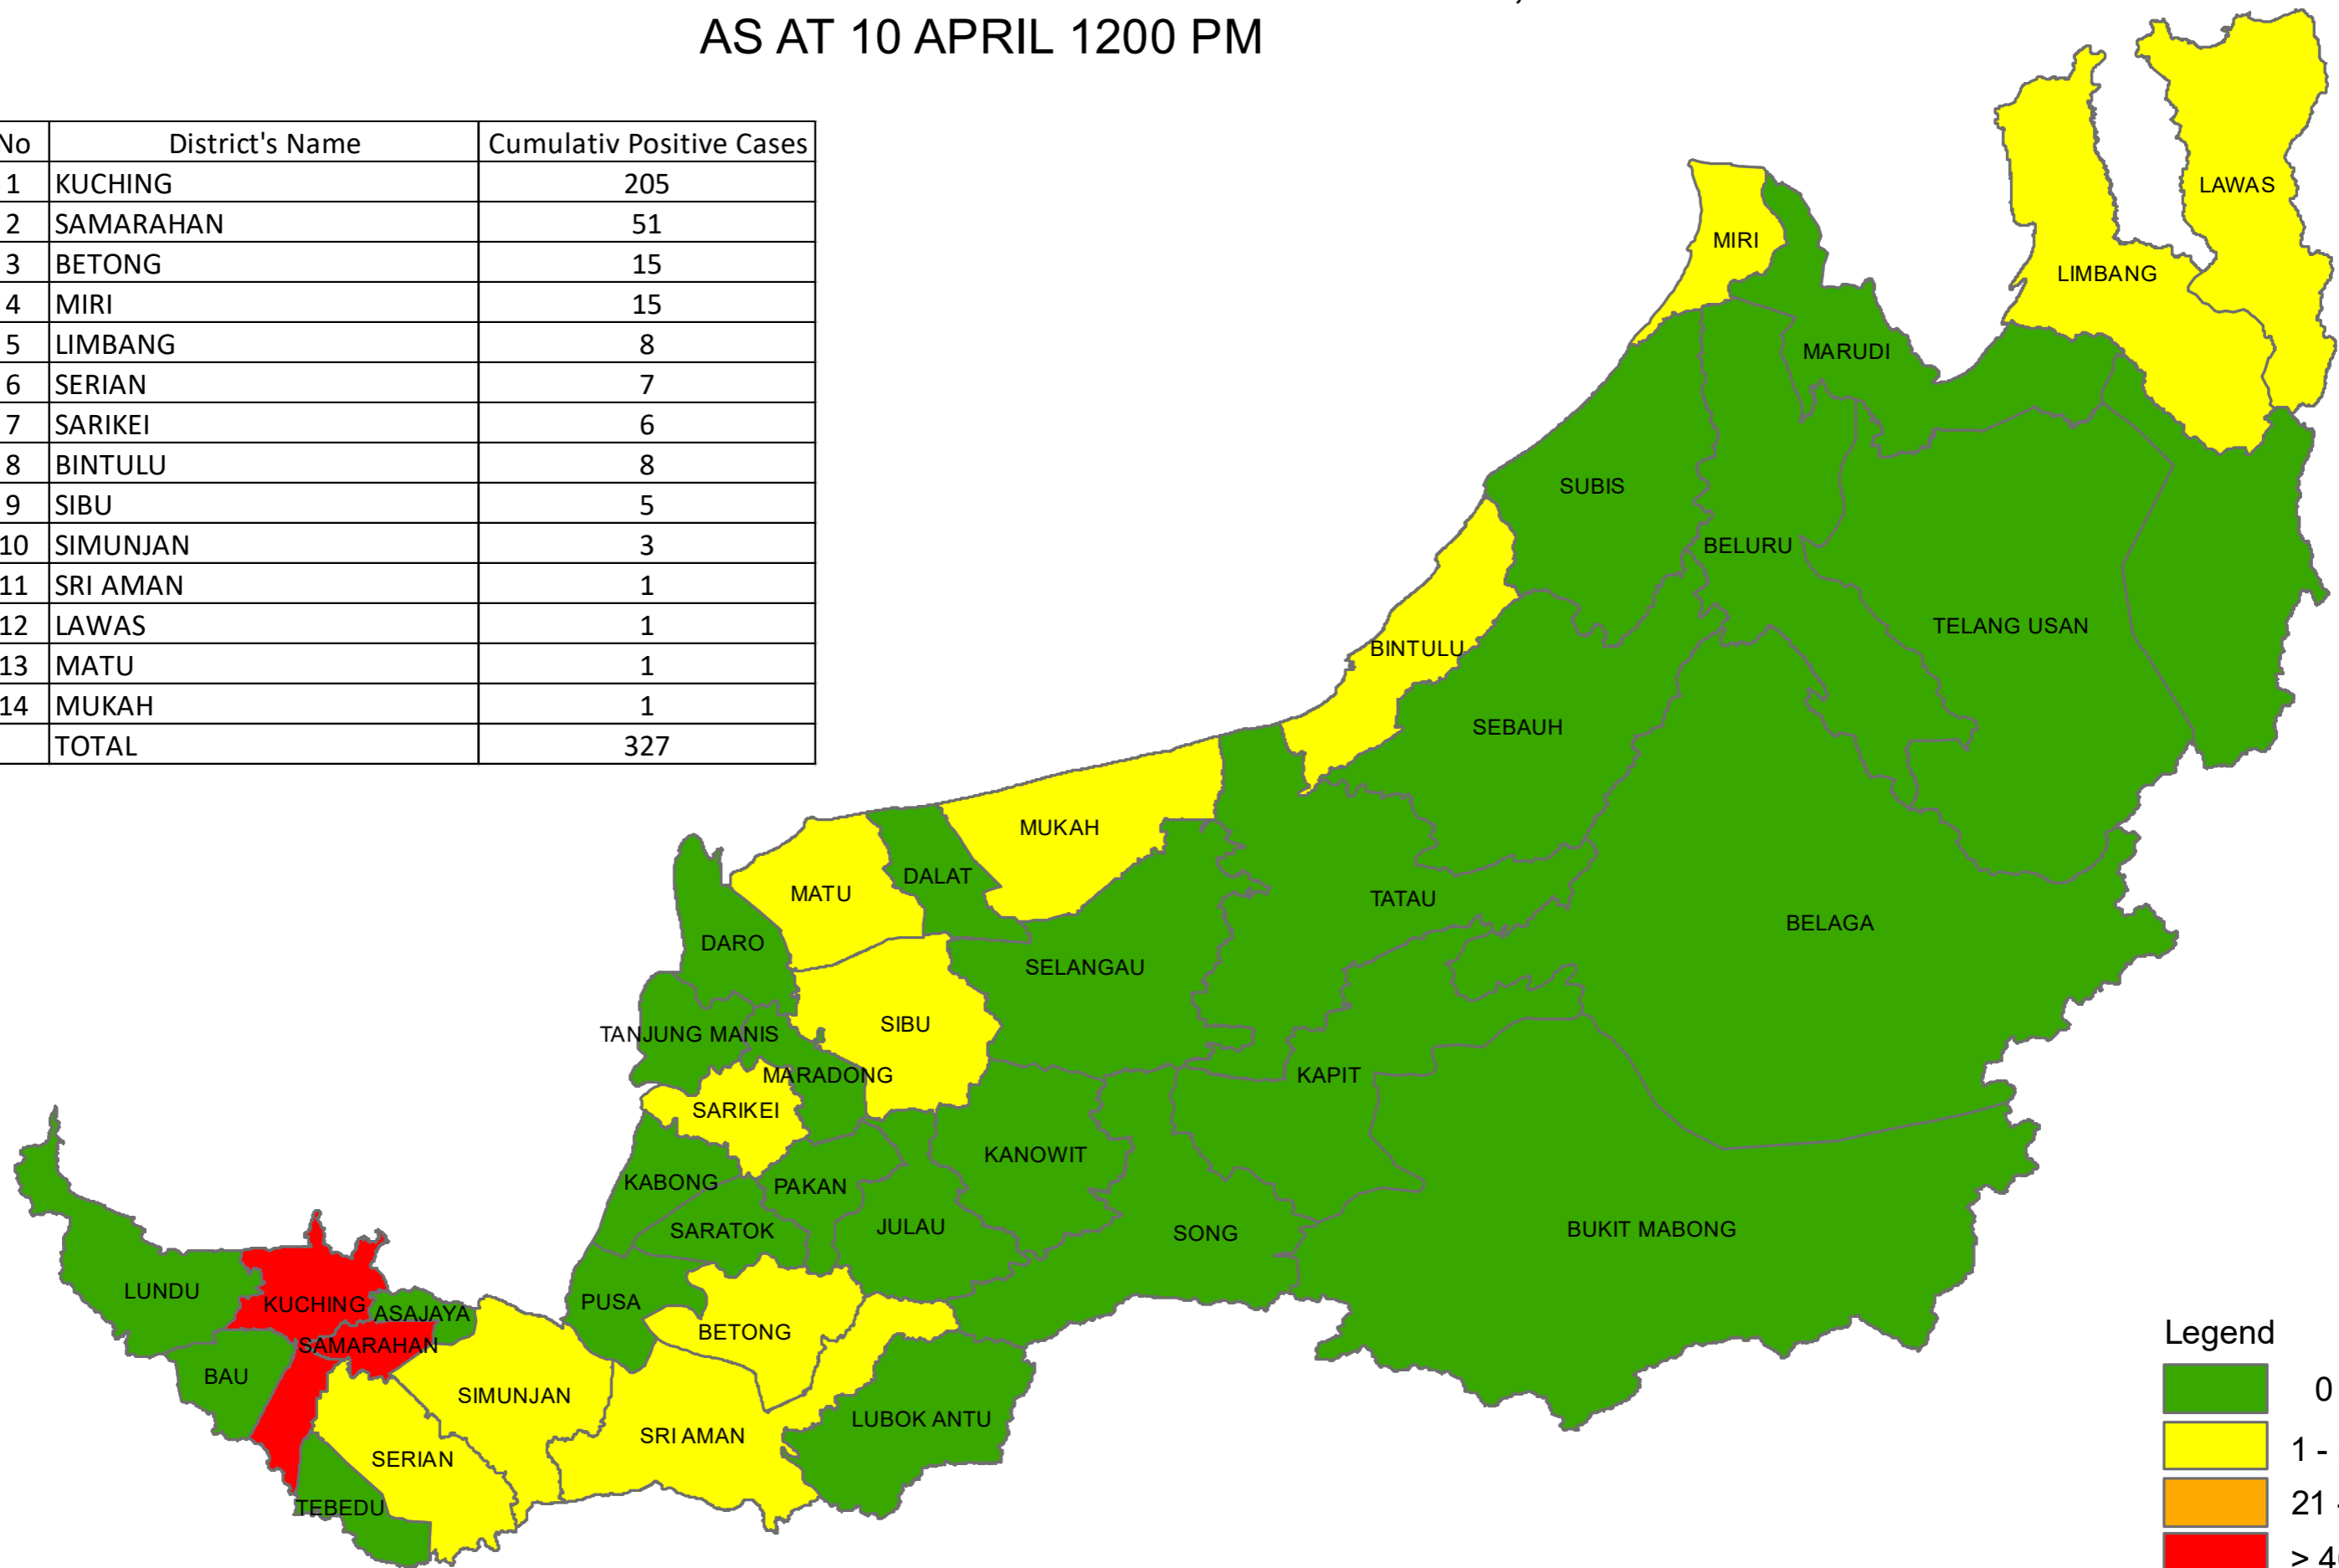 AS AT 10 APRIL 1200 PM
No District's Name Cumulativ Positive Cases
1 KUCHING 205
2 SAMARAHAN 51
3 BETONG 15
4 MIRI 15
5 LIMBANG 8
6 SERIAN 7
7 SARIKEI 6
8 BINTULU 8
9 SIBU 5
10 SIMUNJAN 3
11 SRI AMAN 1
12 LAWAS 1
13 MATU 1
14 MUKAH 1
TOTAL 327
LAWAS
MIRI
LIMBANG
MARUDI
SUBIS
BELURU
TELANG USAN
BINTULU
SEBAUH
MUKAH
DALAT
MATU
TATAU
BELAGA
DARO
SELANGAU
SIBU
TANJUNG MANIS
MARADONG
KAPIT
SARIKEI
KANOWIT
KABONG
PAKAN
SARATOK
JULAU
SONG
BUKIT MABONG
LUNDU
KUCHING
ASAJAYA
PUSA
BETONG
SAMARAHAN
BAU
SIMUNJAN
LUBOK ANTU
SRI AMAN
SERIAN
TEBEDU
Legend
0
1 -
21 -
> 40